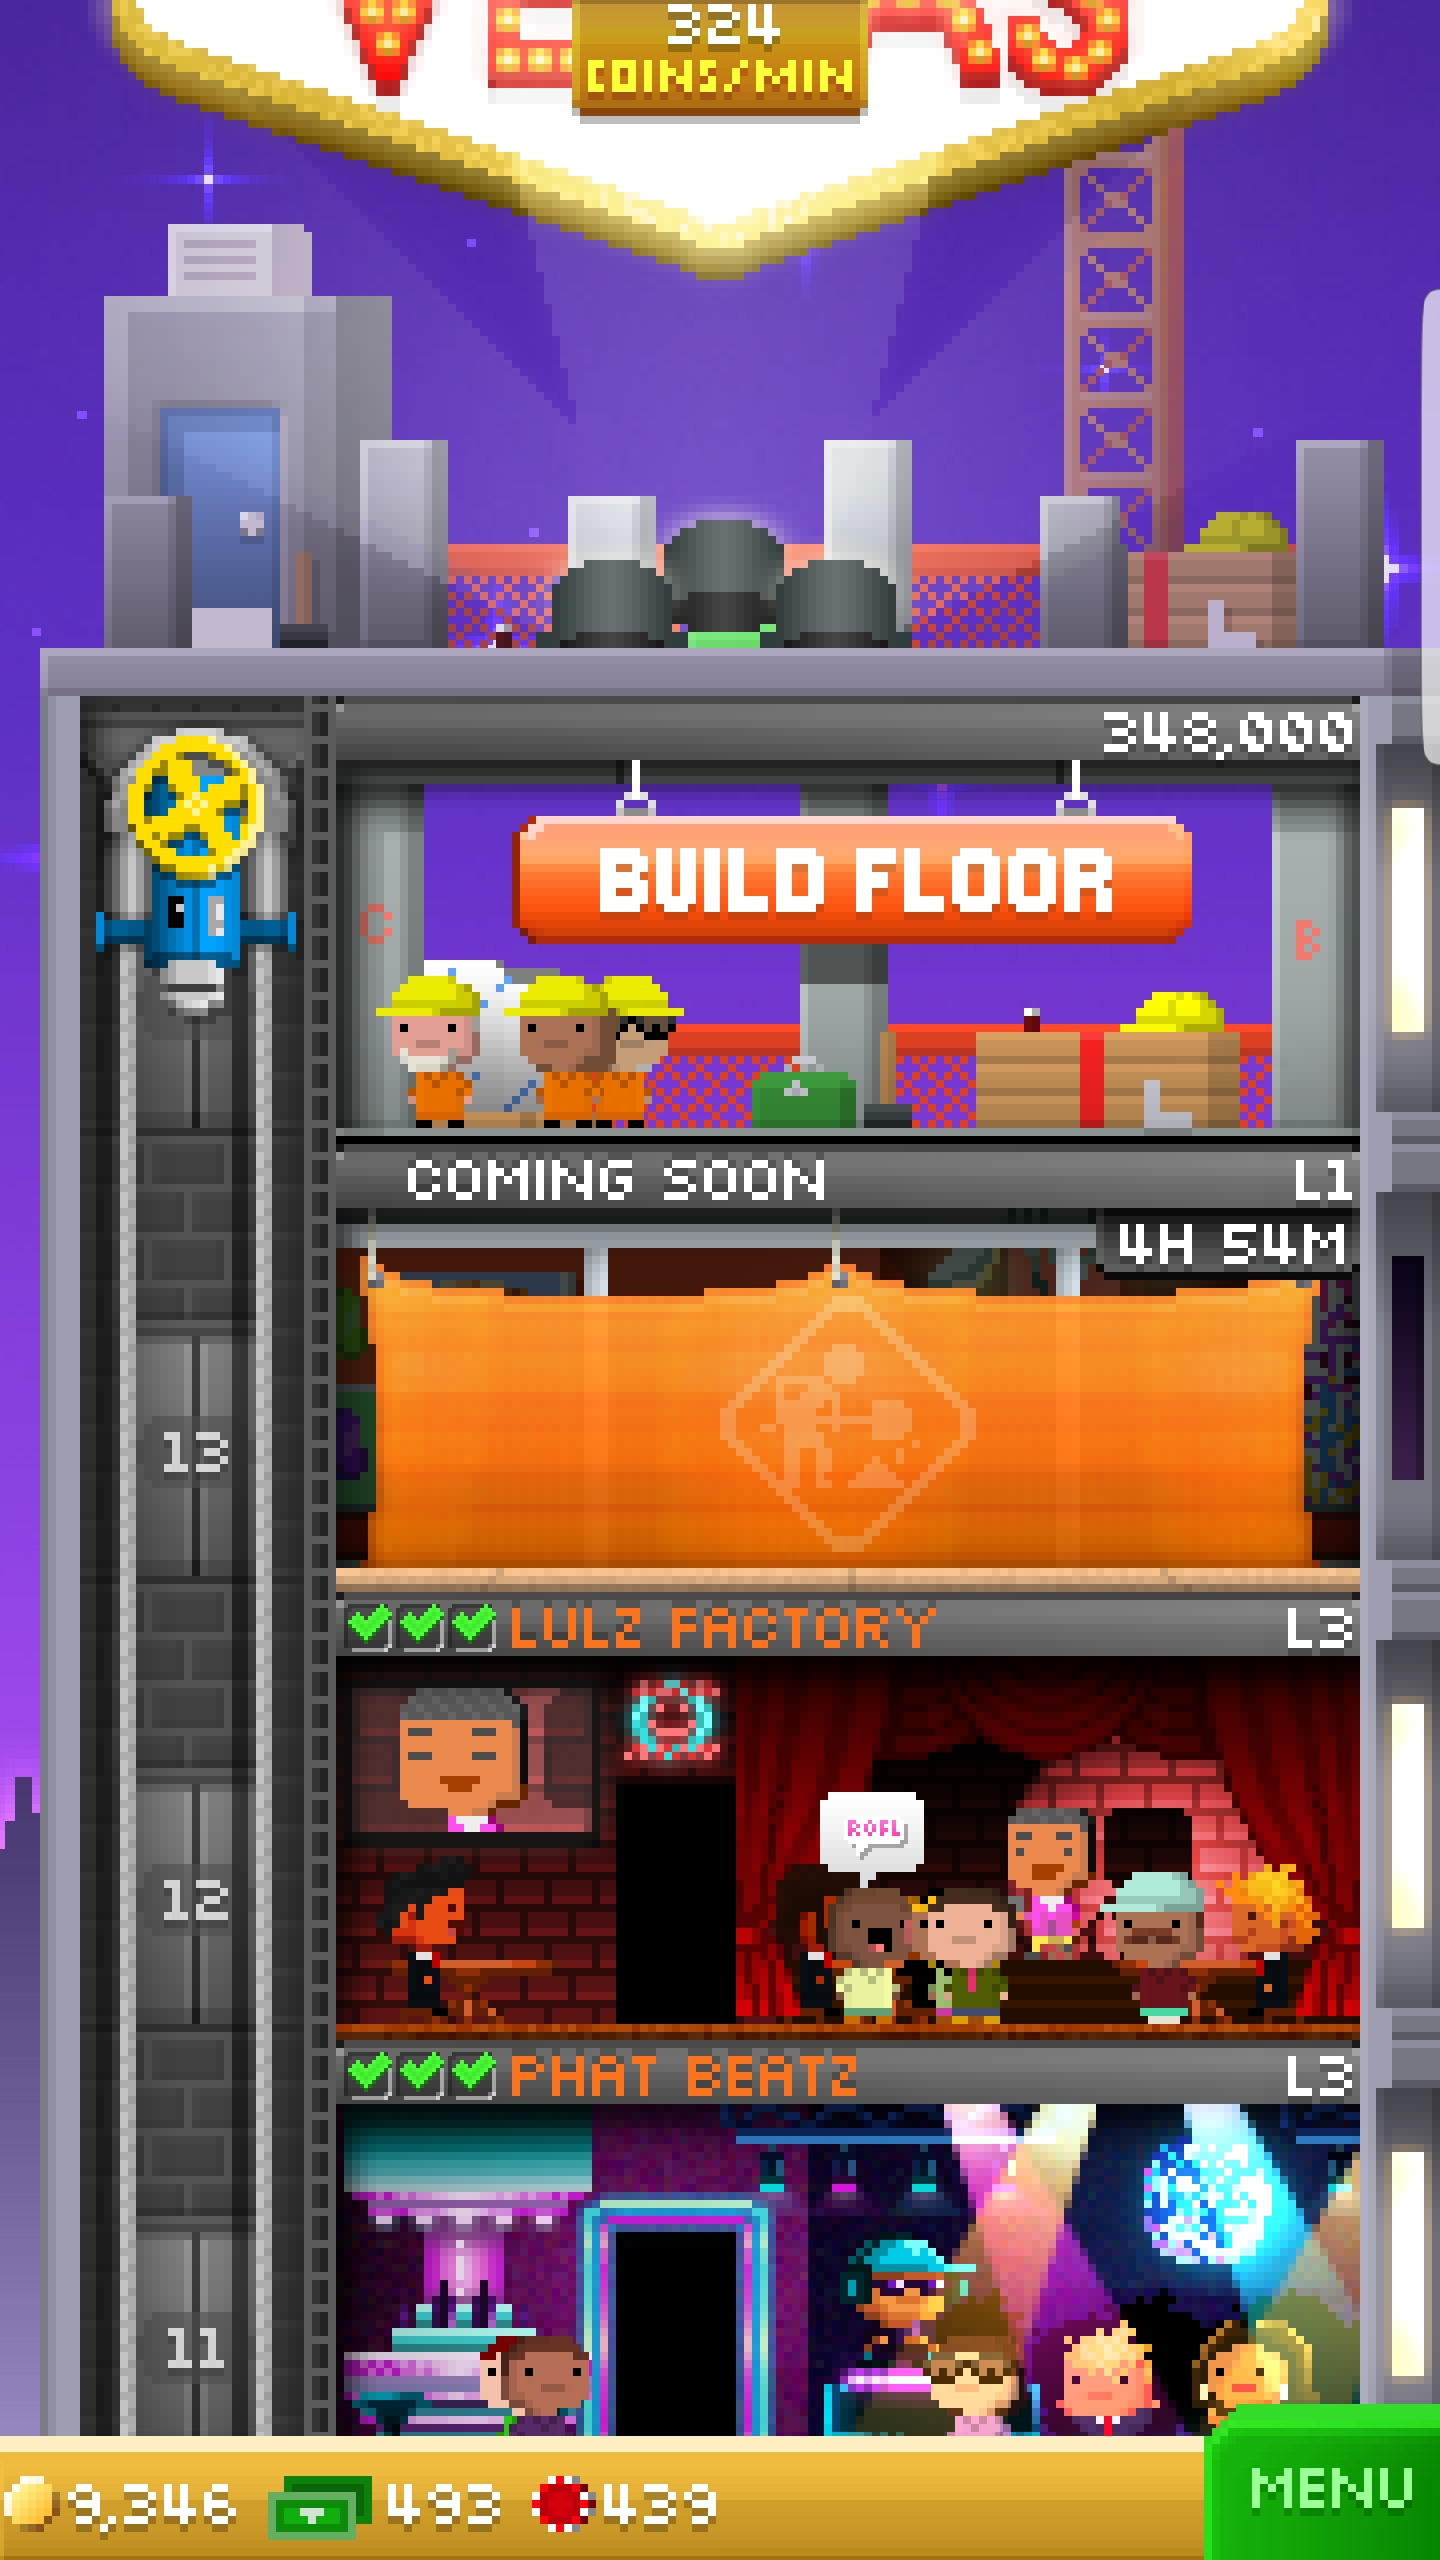 324
COINS/MIN
348,000
BUILD FLOOR
C
B
COMING SOON
L1
4H 54M
13
LULZ FACTORY
L3
ROFL
12
PHAT BEATZ
L3
11
9,346
493
439
MENU